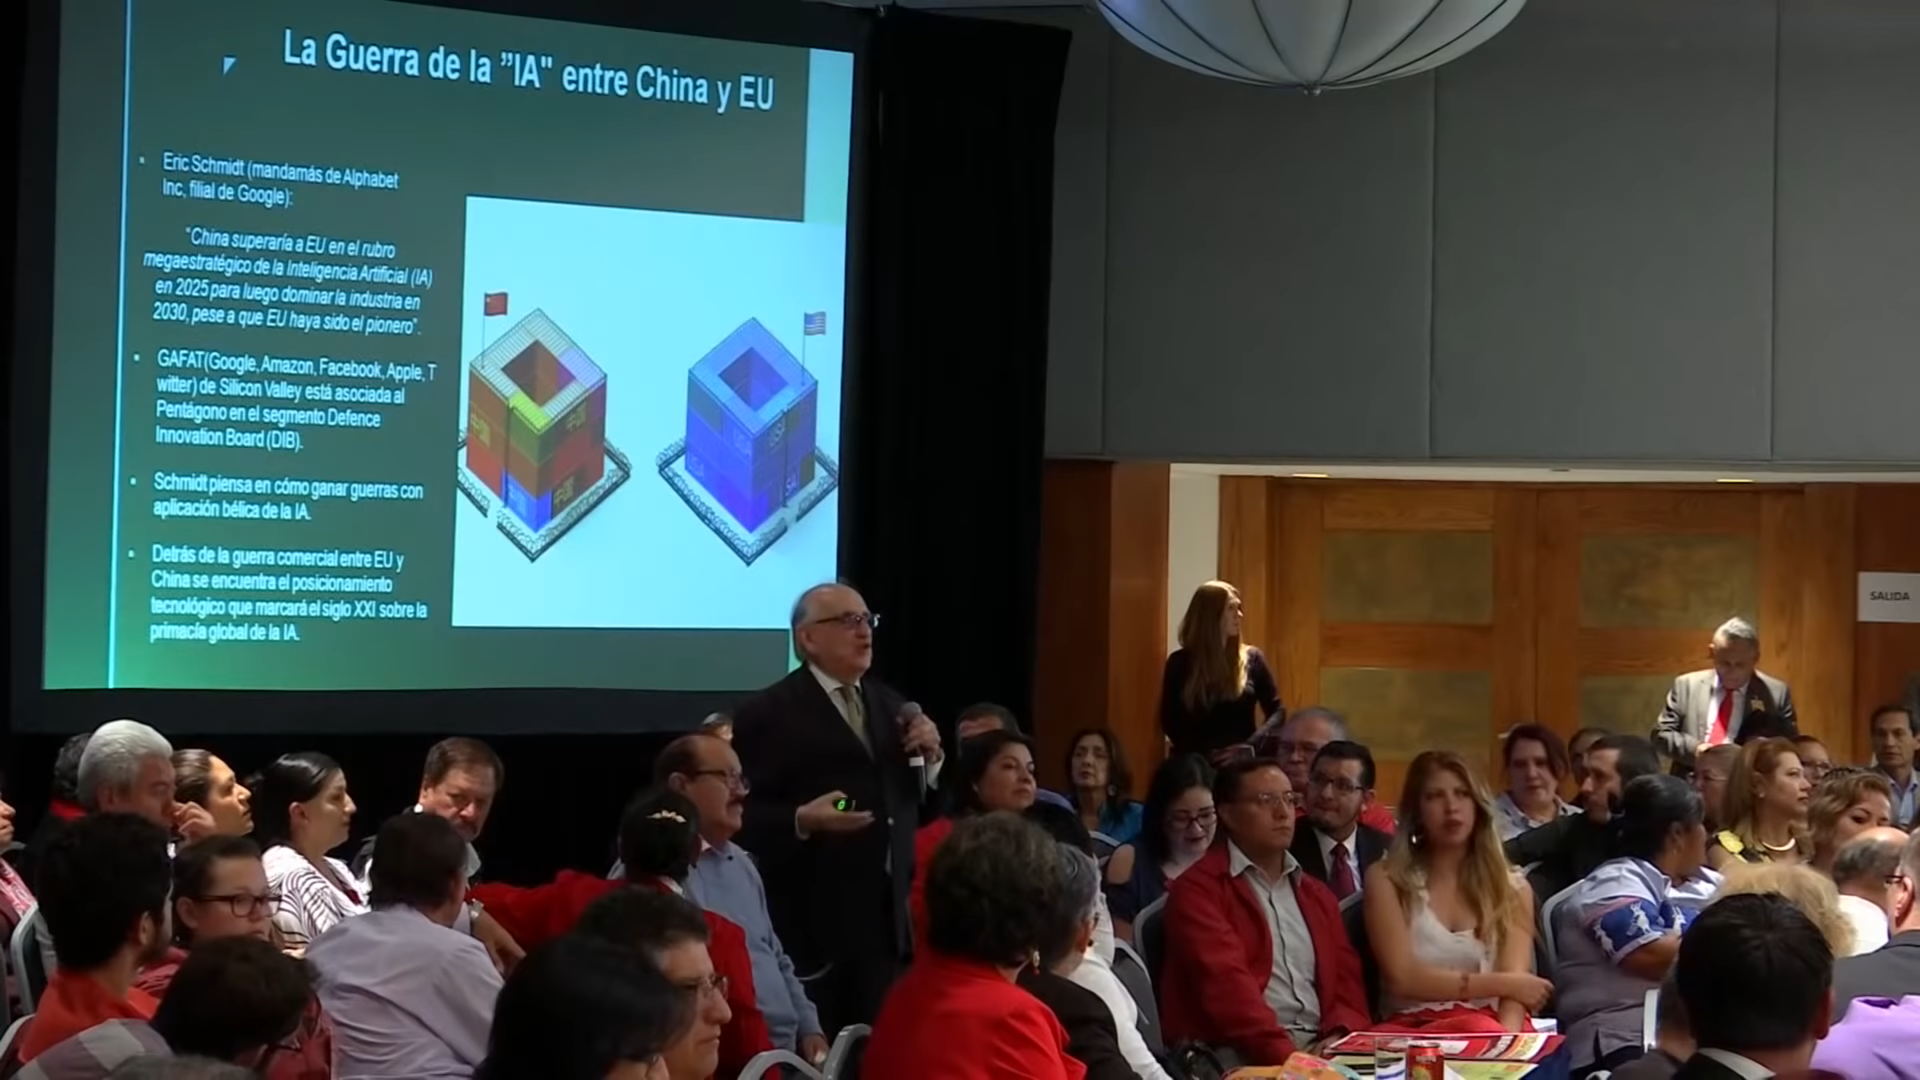 La Guerra de la ”IA" entre China y EU
Eric Schmidt (mandamás de Alphabet
Inc, filial de Google):
“China superaría a EU en el rubro
megaestratégico de la Inteligencia Artificial (IA)
en 2025 para luego dominar la industria en
2030, pese a que EU haya sido el pionero”.
GAFAT(Google, Amazon, Facebook, Apple, T
witter) de Silicon Valley está asociada al
Pentágono en el segmento Defence
Innovation Board (DIB).
Schmidt piensa en cómo ganar guerras con
aplicación bélica de la IA.
Detrás de la guerra comercial entre EU y
China se encuentra el posicionamiento
tecnológico que marcará el siglo XXI sobre la
primacía global de la IA.
USA
USA
SALIDA